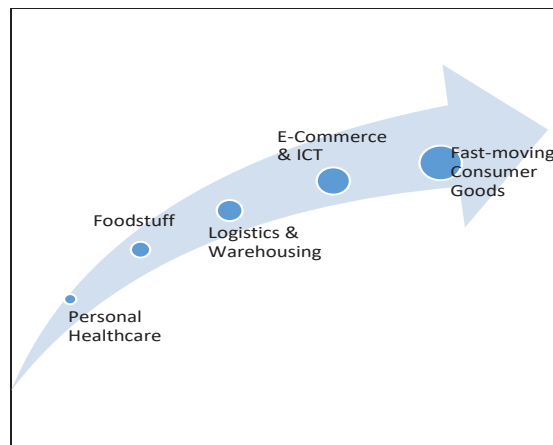 E-Commerce
& ICT
Fast-moving
Consumer
Goods
Foodstuff
Logistics &
Warehousing
Personal
Healthcare